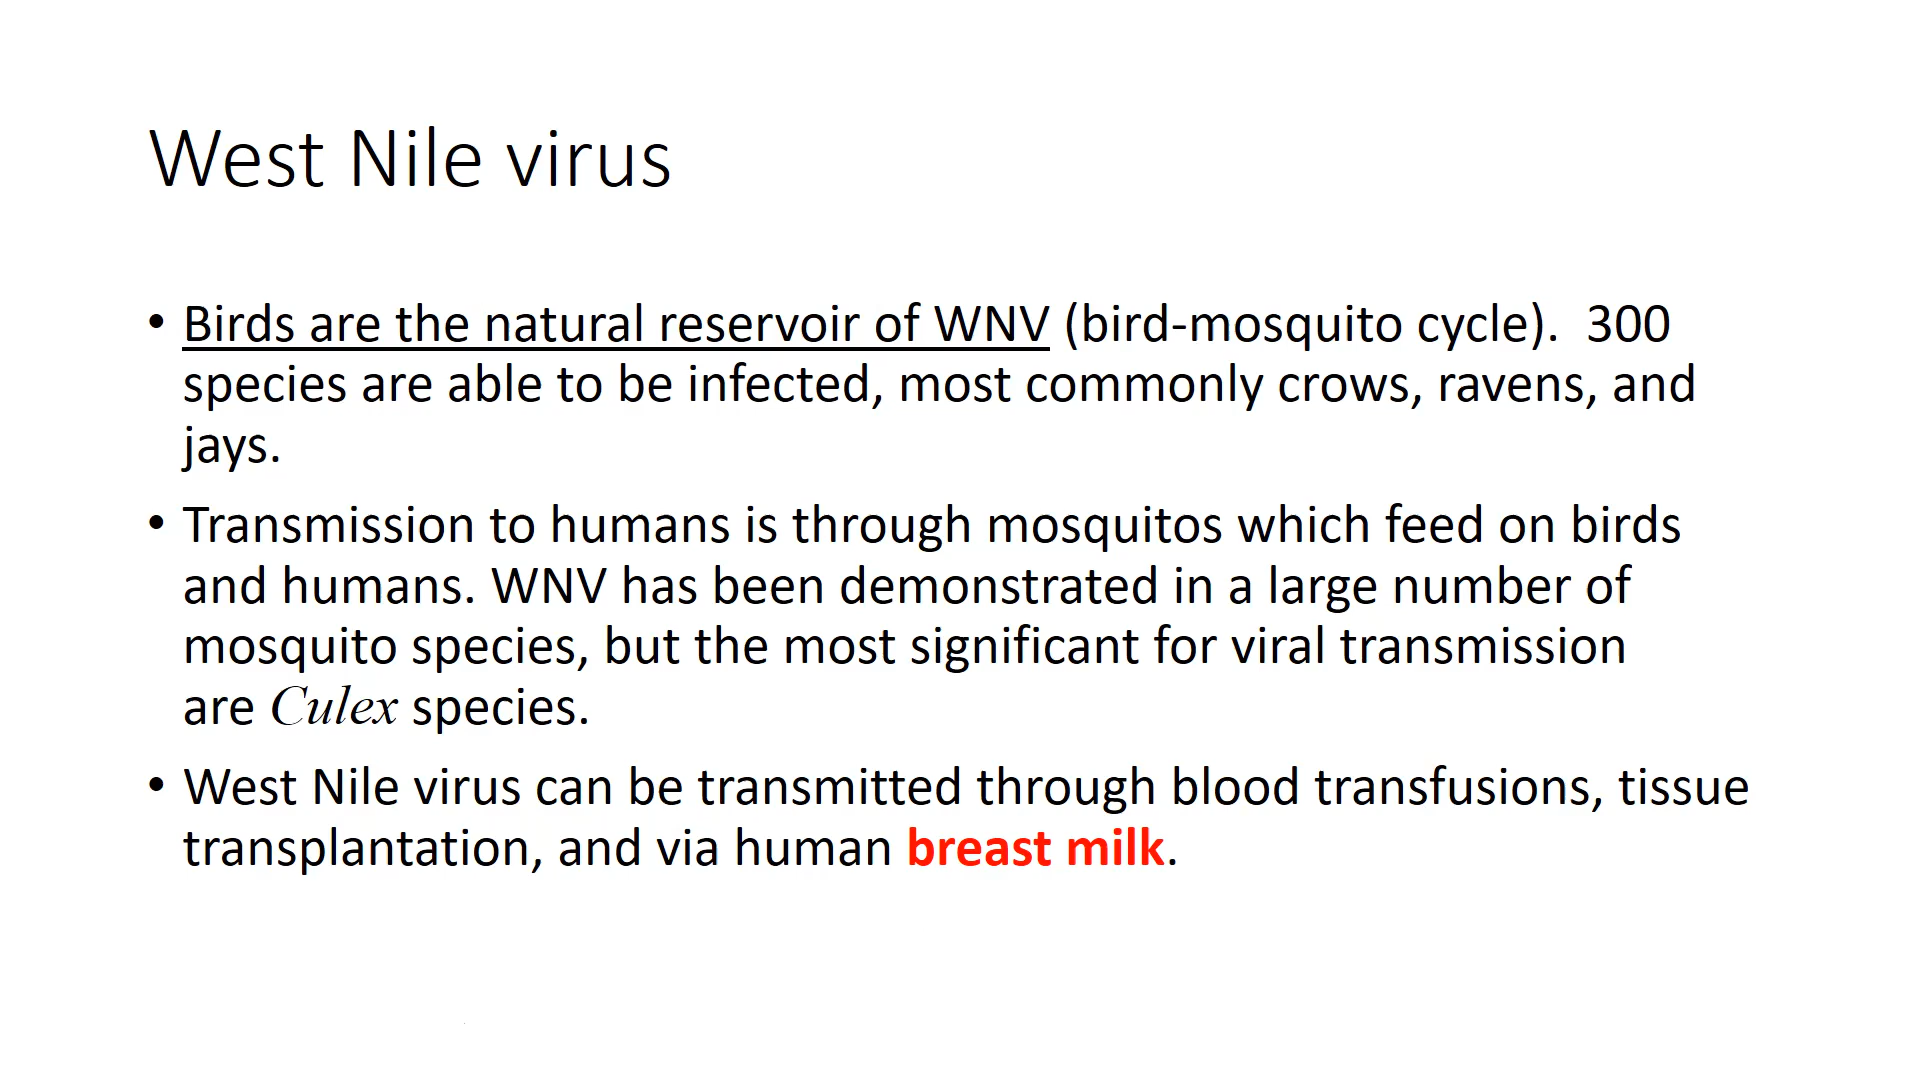 West Nile virus
• Birds are the natural reservoir of WNV (bird-mosquito cycle).  300
species are able to be infected, most commonly crows, ravens, and
jays.
• Transmission to humans is through mosquitos which feed on birds
and humans. WNV has been demonstrated in a large number of
mosquito species, but the most significant for viral transmission
are Culex species.
• West Nile virus can be transmitted through blood transfusions, tissue
transplantation, and via human breast milk.